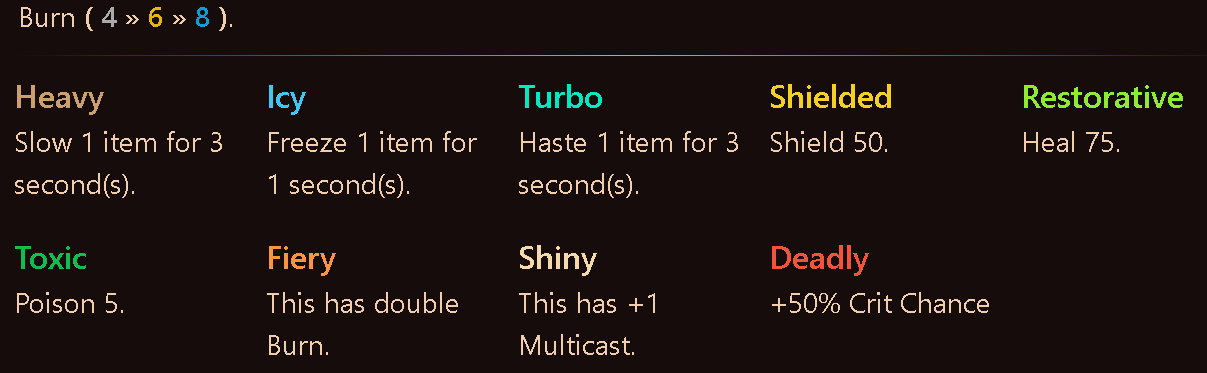 Burn ( 4 » 6 » 8 ).
Heavy
Slow 1 item for 3
second(s).
Icy
Freeze 1 item for
1 second(s).
Turbo
Haste 1 item for 3
second(s).
Shielded
Shield 50.
Restorative
Heal 75.
Toxic
Poison 5.
Fiery
This has double
Burn.
Shiny
This has +1
Multicast.
Deadly
+50% Crit Chance